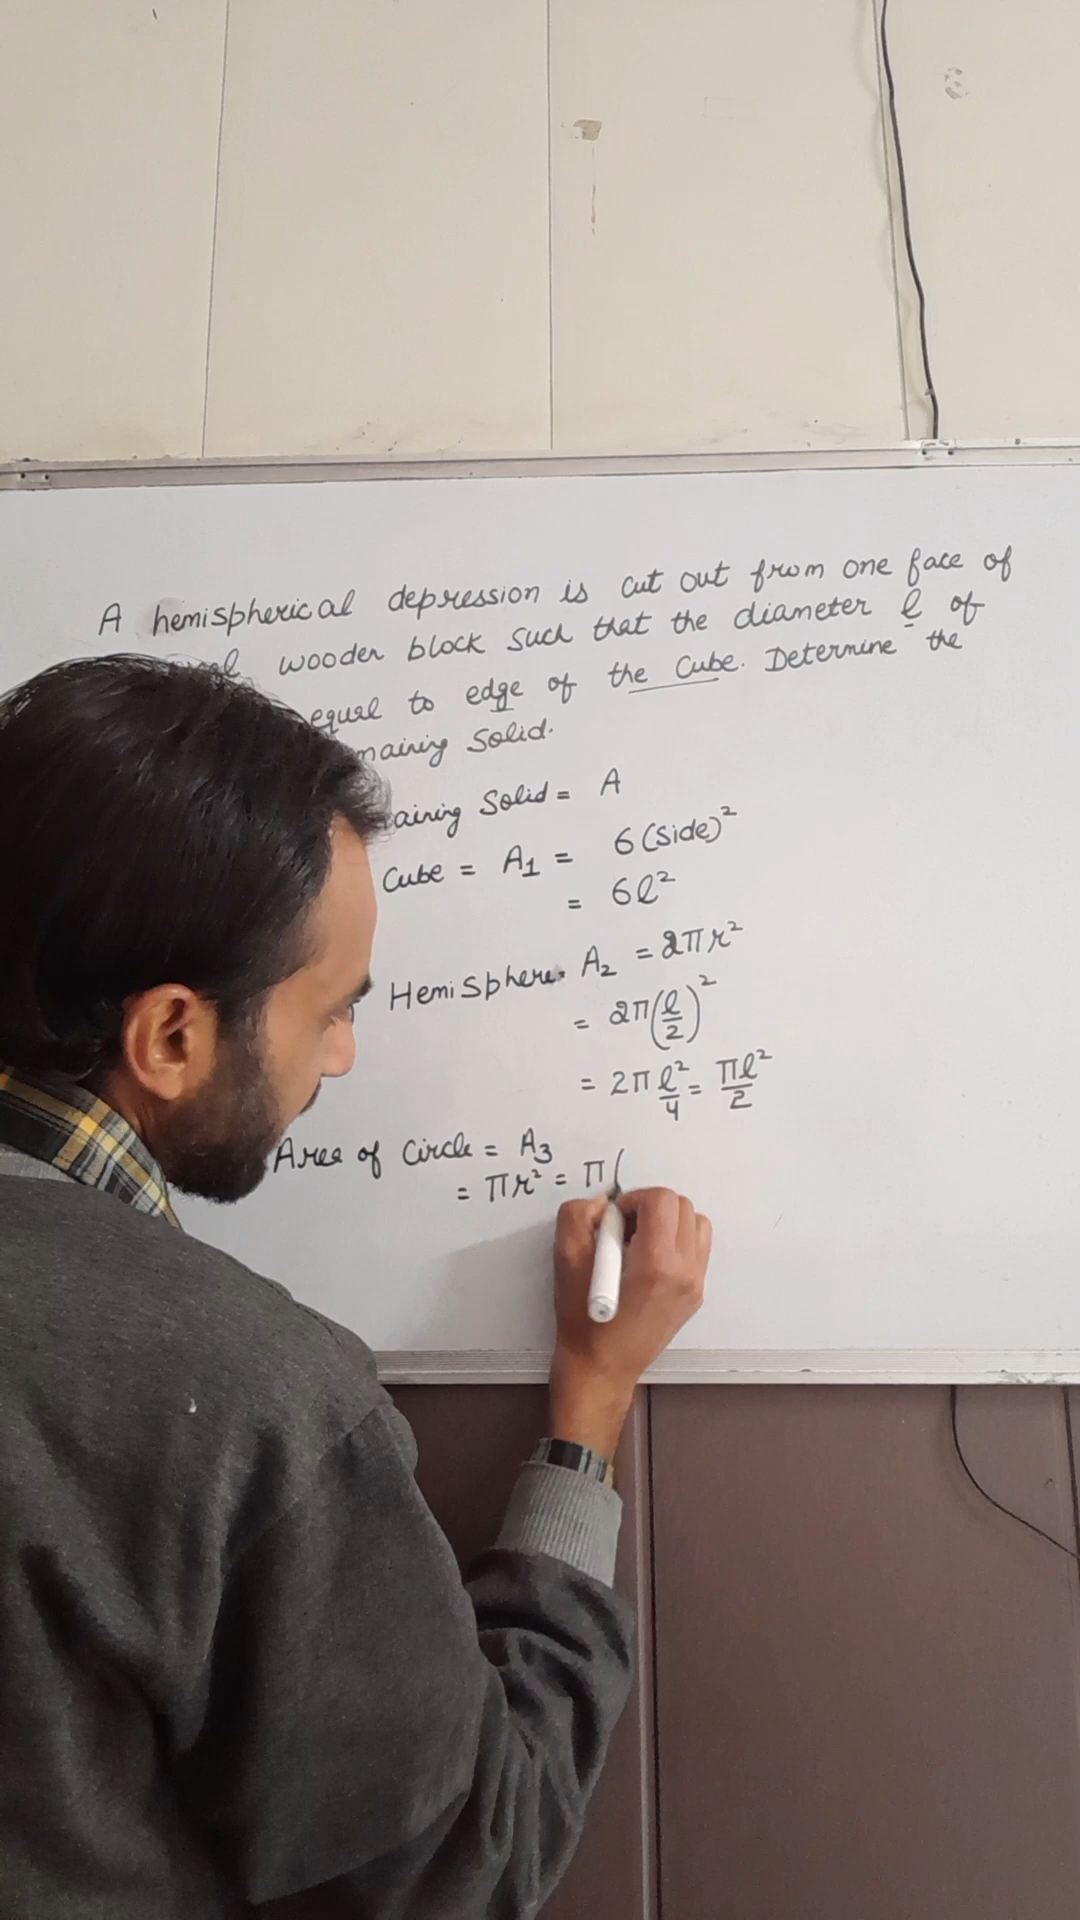 A hemispherical depression is cut out from one face of
wooden block such that the diameter l of
equal to edge of the Cube. Determine the
Solid.
Solid = A
Cube = A₁ = 6(Side)²
= 6l²
Hemisphere = A₂ = 2πr²
= 2π(l/2)²
= 2π l²/4 = πl²/2
Area of Circle = A₃
= πr² = π(